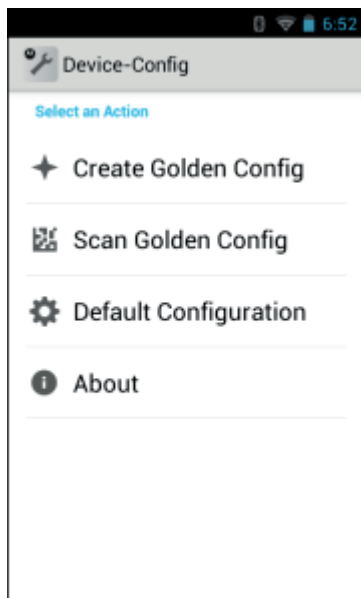 6:52
Device-Config
Select an Action
Create Golden Config
Scan Golden Config
Default Configuration
About